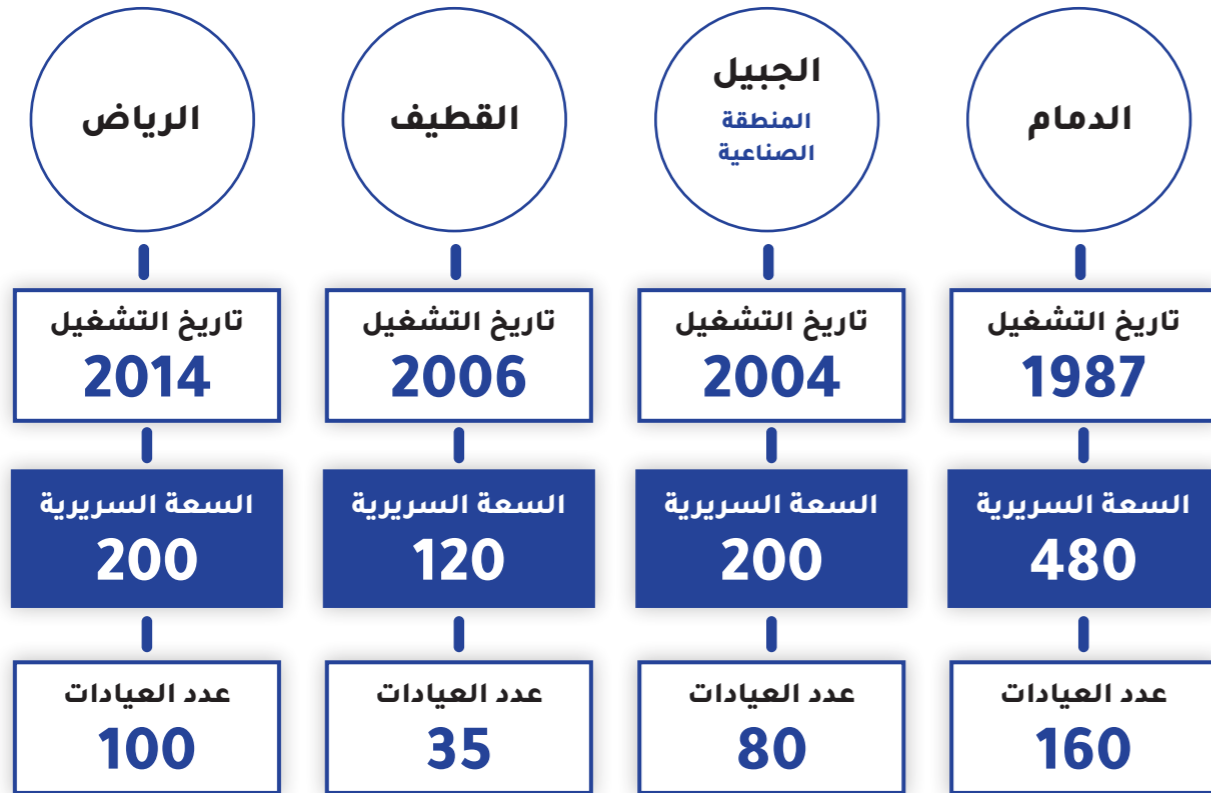 الدمام
تاريخ التشغيل
1987
السعة السريرية
480
عدد العيادات
160
الجبيل
المنطقة
الصناعية
تاريخ التشغيل
2004
السعة السريرية
200
عدد العيادات
80
القطيف
تاريخ التشغيل
2006
السعة السريرية
120
عدد العيادات
35
الرياض
تاريخ التشغيل
2014
السعة السريرية
200
عدد العيادات
100